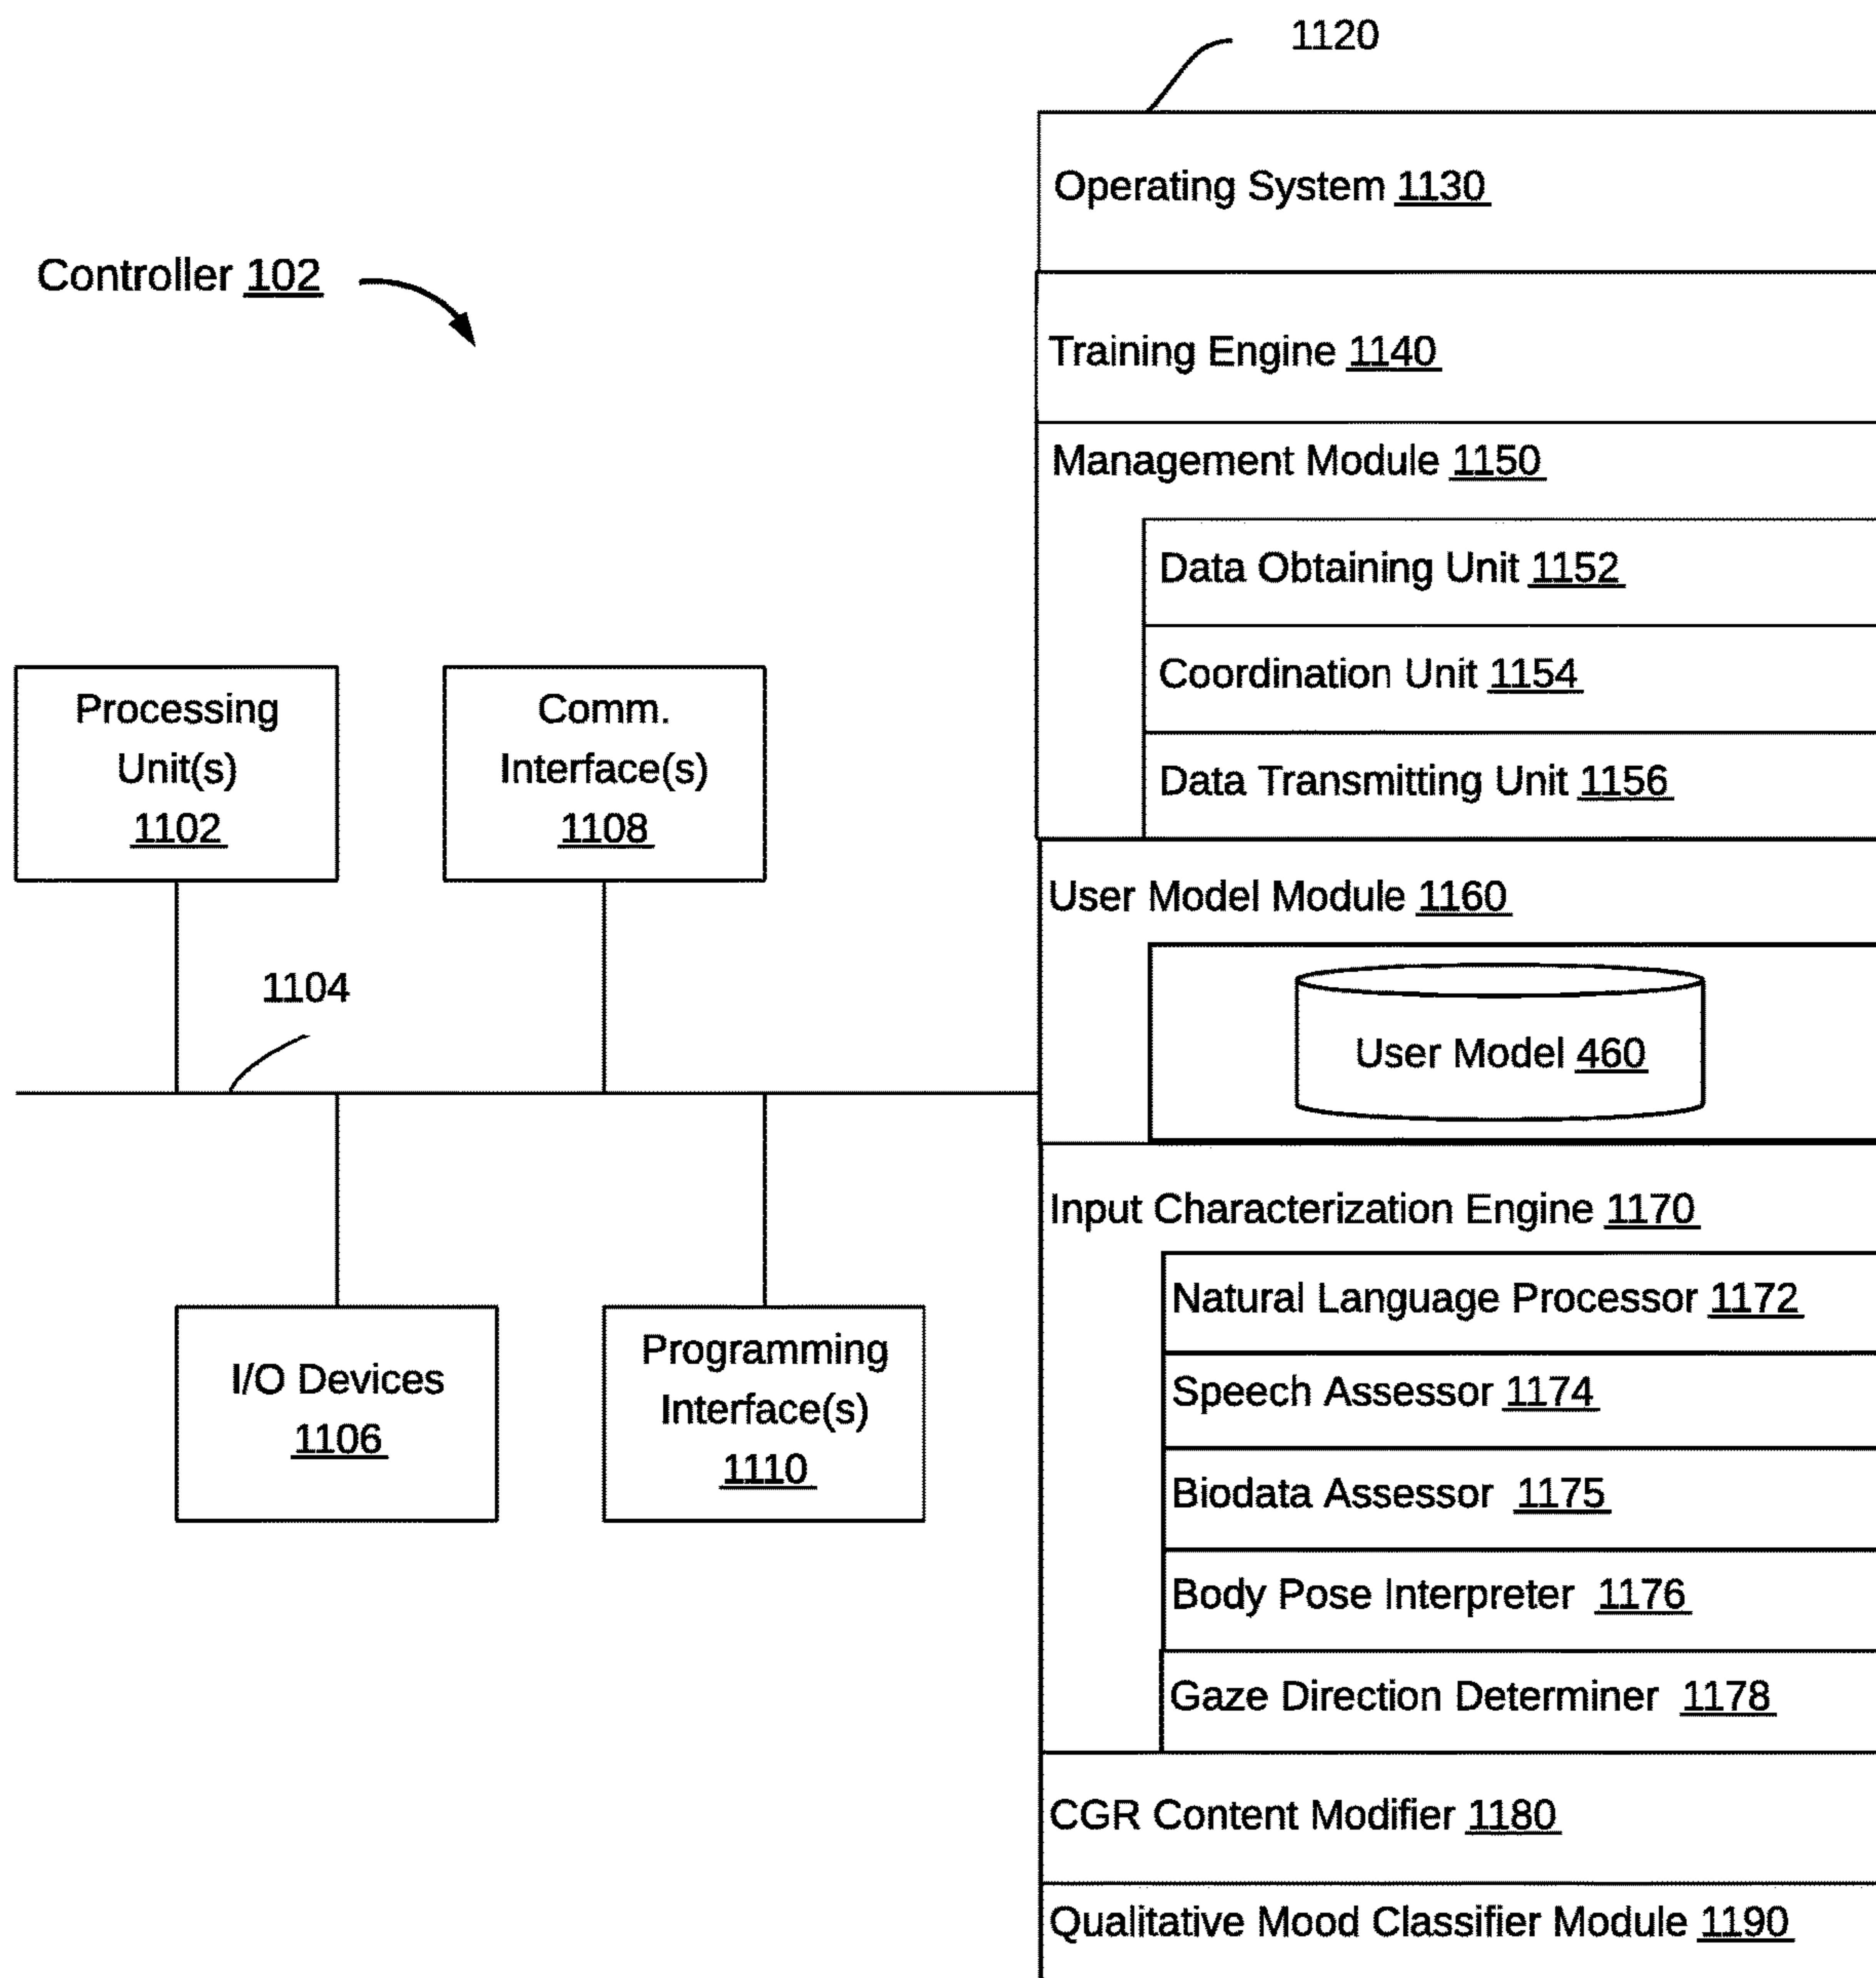 1120
Controller 102
Processing
Unit(s)
1102
Comm.
Interface(s)
1108
1104
I/O Devices
1106
Programming
Interface(s)
1110
Operating System 1130
Training Engine 1140
Management Module 1150
Data Obtaining Unit 1152
Coordination Unit 1154
Data Transmitting Unit 1156
User Model Module 1160
User Model 460
Input Characterization Engine 1170
Natural Language Processor 1172
Speech Assessor 1174
Biodata Assessor 1175
Body Pose Interpreter 1176
Gaze Direction Determiner 1178
CGR Content Modifier 1180
Qualitative Mood Classifier Module 1190